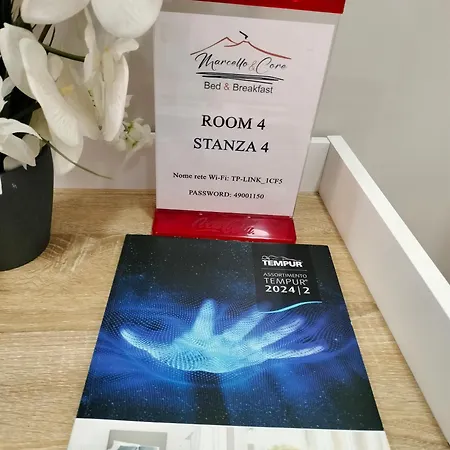 Marcello & Core
Bed & Breakfast
ROOM 4
STANZA 4
Nome rete Wi-Fi: TP-LINK_1CF5
PASSWORD: 49001150
TEMPUR
ASSORTIMENTO
TEMPUR®
2024|2